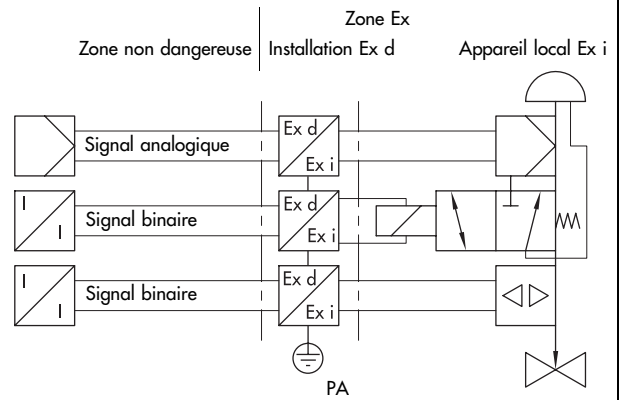 Zone Ex
Zone non dangereuse
Installation Ex d
Appareil local Ex i
Ex d
Signal analogique
Ex i
I
Ex d
Signal binaire
I
Ex i
I
Ex d
Signal binaire
I
Ex i
PA